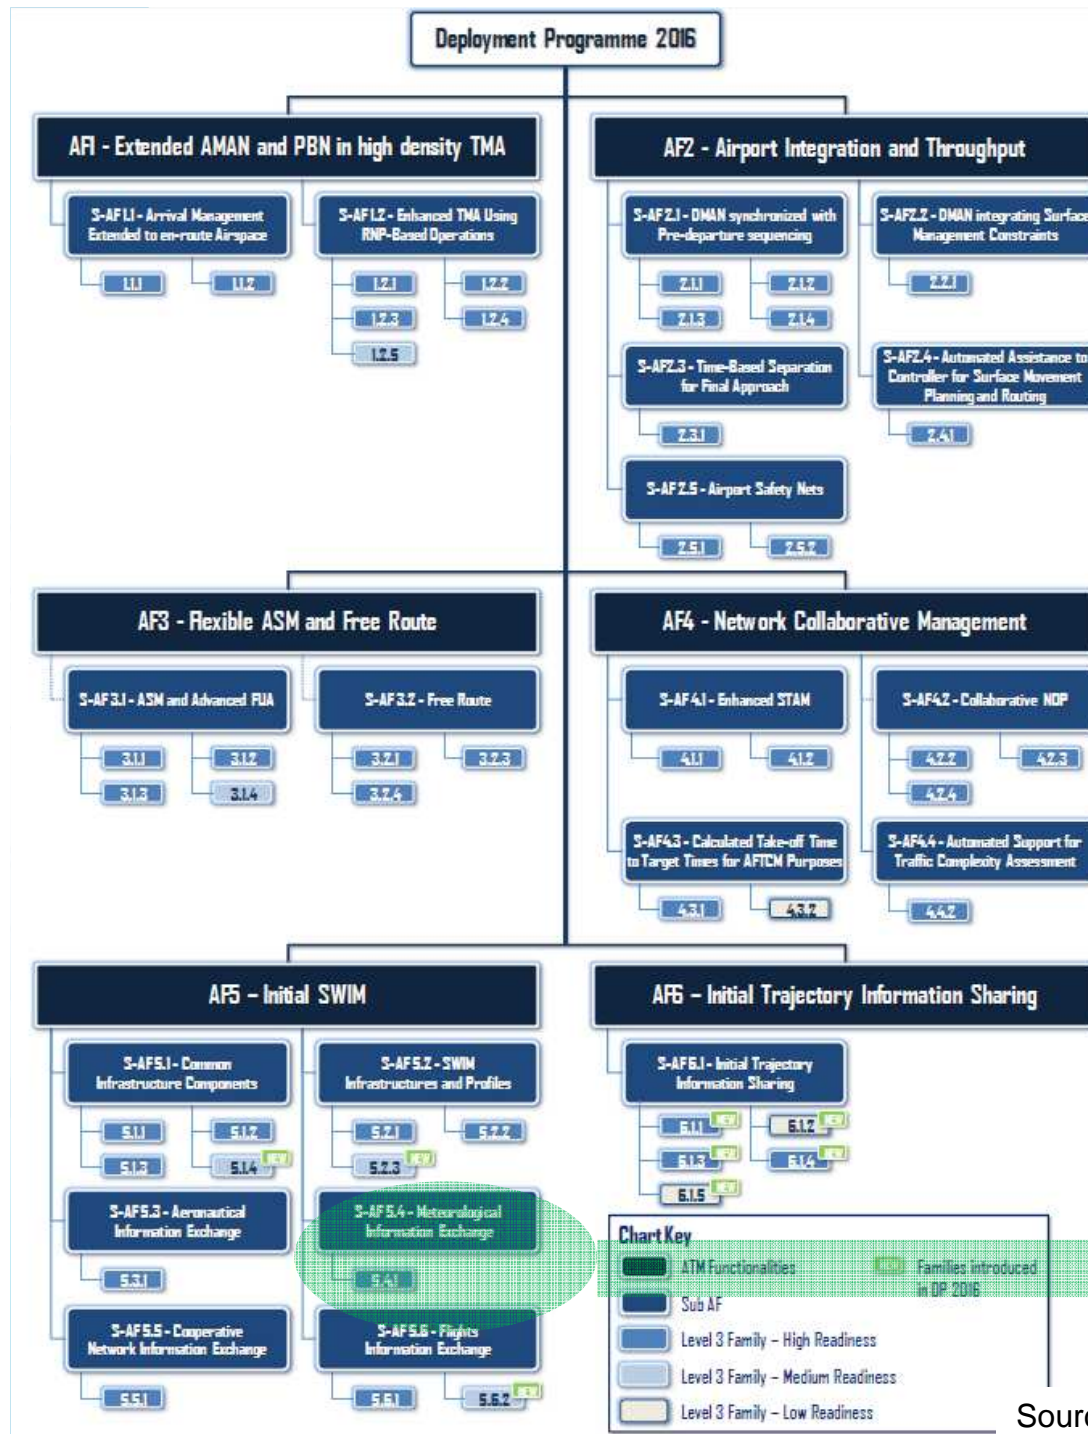 Deployment Programme 2016
AF1 - Extended AMAN and PBN in high density TMA
S-AF1.1 - Arrival Management
Extended to en-route Airspace
1.1.1
1.1.2
S-AF1.2 - Enhanced TMA Using
RNP-Based Operations
1.2.1
1.2.2
1.2.3
1.2.4
1.2.5
AF2 - Airport Integration and Throughput
S-AF2.1 - DMAN synchronized with
Pre-departure sequencing
2.1.1
2.1.2
2.1.3
2.1.4
S-AF2.2 - DMAN integrating Surface
Management Constraints
2.2.1
S-AF2.3 - Time-Based Separation
for Final Approach
2.3.1
S-AF2.4 - Automated Assistance to
Controller for Surface Movement
Planning and Routing
2.4.1
S-AF2.5 - Airport Safety Nets
2.5.1
2.5.2
AF3 - Flexible ASM and Free Route
S-AF3.1 - ASM and Advanced FUA
3.1.1
3.1.2
3.1.3
3.1.4
S-AF3.2 - Free Route
3.2.1
3.2.3
3.2.4
AF4 - Network Collaborative Management
S-AF4.1 - Enhanced STAM
4.1.1
4.1.2
S-AF4.2 - Collaborative NOP
4.2.2
4.2.3
4.2.4
S-AF4.3 - Calculated Take-off Time
to Target Times for AFTCM Purposes
4.3.1
4.3.2
S-AF4.4 - Automated Support for
Traffic Complexity Assessment
4.4.2
AF5 – Initial SWIM
S-AF5.1 - Common
Infrastructure Components
5.1.1
5.1.2
5.1.3
5.1.4 NEW
S-AF5.2 - SWIM
Infrastructures and Profiles
5.2.1
5.2.2
5.2.3 NEW
S-AF5.3 - Aeronautical
Information Exchange
5.3.1
S-AF5.4 - Meteorological
Information Exchange
5.4.1
S-AF5.5 - Cooperative
Network Information Exchange
5.5.1
S-AF5.6 - Flights
Information Exchange
5.6.1
5.6.2 NEW
AF6 – Initial Trajectory Information Sharing
S-AF6.1 - Initial Trajectory
Information Sharing
6.1.1 NEW
6.1.2 NEW
6.1.3 NEW
6.1.4 NEW
6.1.5 NEW
Chart Key
ATM Functionalities
NEW Families introduced
in DP 2016
Sub AF
Level 3 Family – High Readiness
Level 3 Family – Medium Readiness
Level 3 Family – Low Readiness